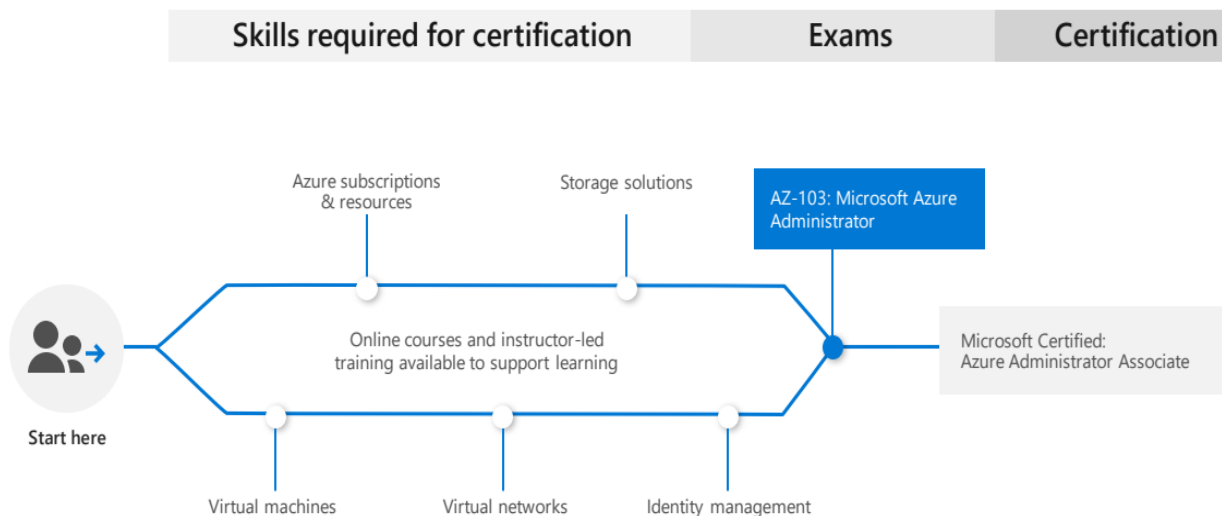 Skills required for certification
Exams
Certification
Azure subscriptions
& resources
Storage solutions
AZ-103: Microsoft Azure
Administrator
Online courses and instructor-led
training available to support learning
Microsoft Certified:
Azure Administrator Associate
Start here
Virtual machines
Virtual networks
Identity management